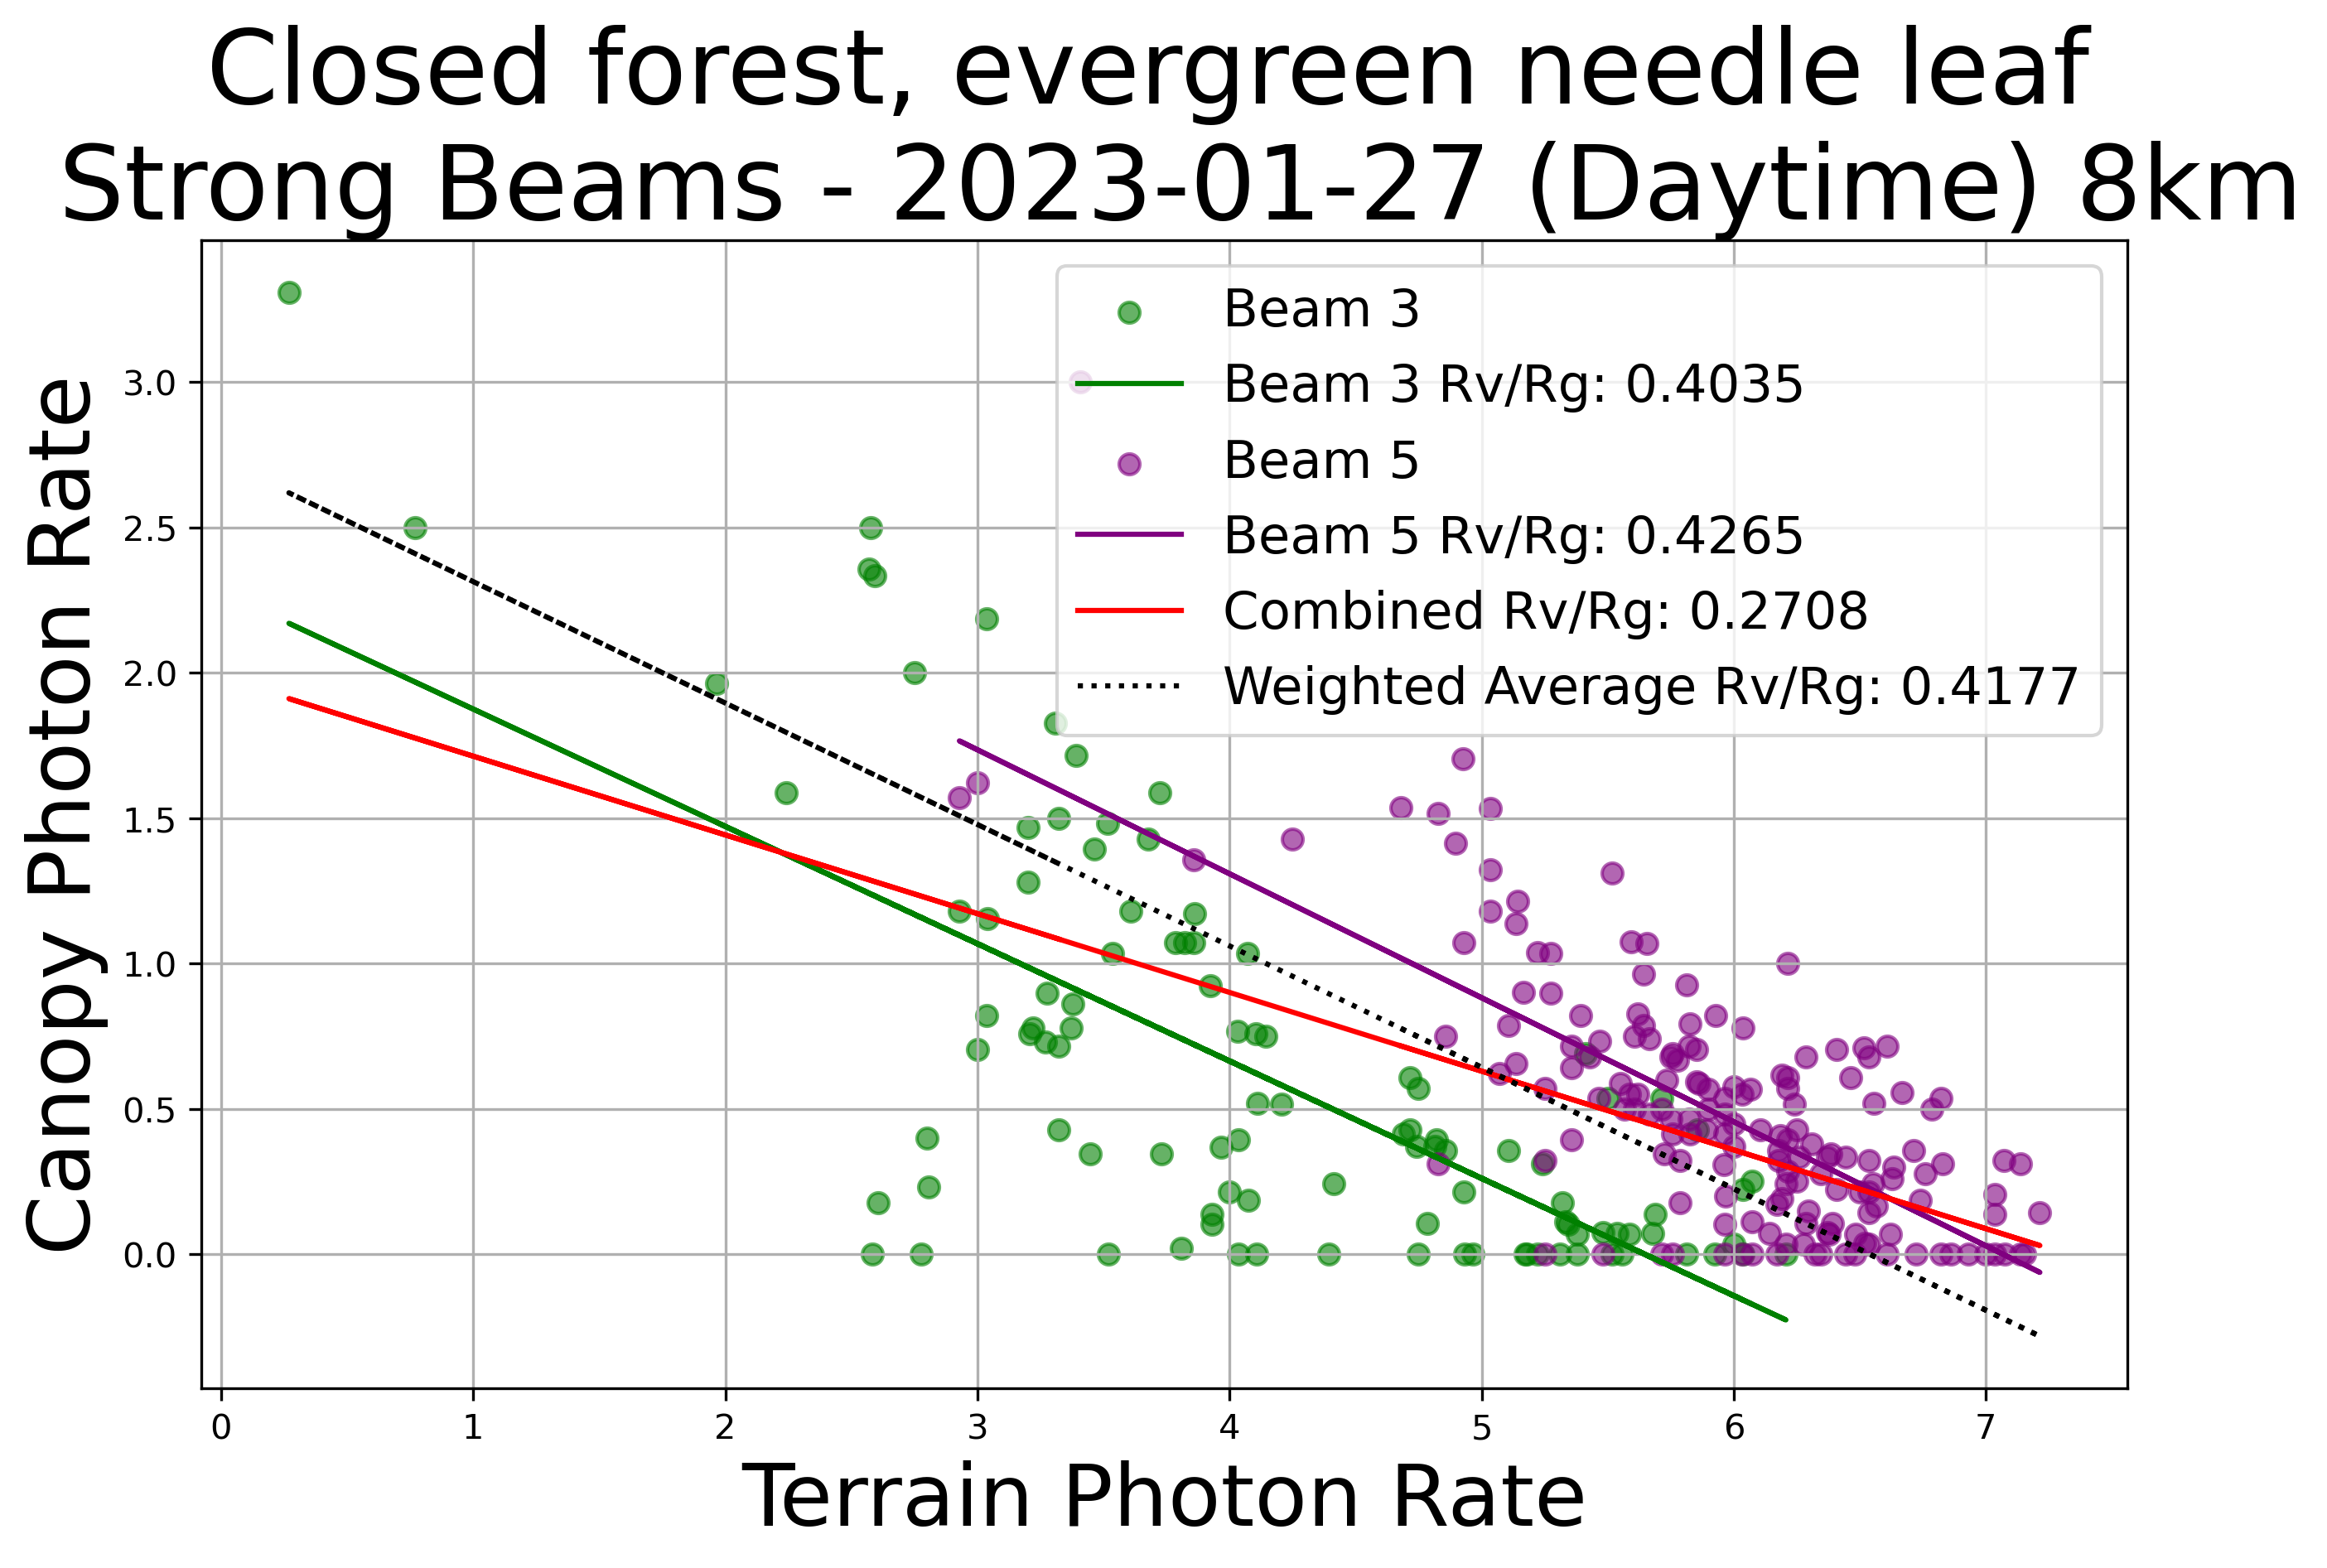 Closed forest, evergreen needle leaf
Strong Beams - 2023-01-27 (Daytime) 8km
Beam 3
Beam 3 Rv/Rg: 0.4035
Beam 5
Beam 5 Rv/Rg: 0.4265
Combined Rv/Rg: 0.2708
Weighted Average Rv/Rg: 0.4177
Canopy Photon Rate
3.0
2.5
2.0
1.5
1.0
0.5
0.0
0 1 2 3 4 5 6 7
Terrain Photon Rate